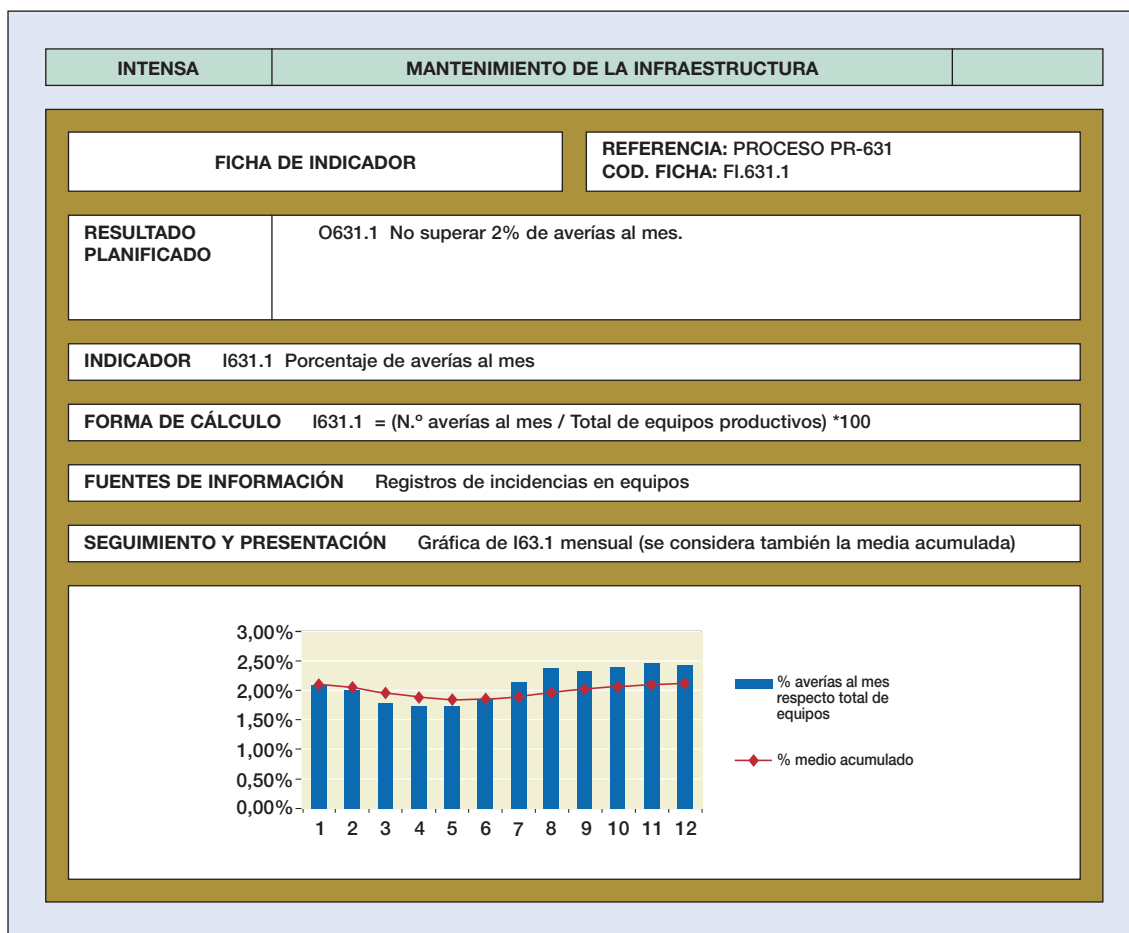 INTENSA
MANTENIMIENTO DE LA INFRAESTRUCTURA
FICHA DE INDICADOR
REFERENCIA: PROCESO PR-631
COD. FICHA: FI.631.1
RESULTADO
PLANIFICADO
O631.1 No superar 2% de averías al mes.
INDICADOR I631.1 Porcentaje de averías al mes
FORMA DE CÁLCULO I631.1 = (N.º averías al mes / Total de equipos productivos) *100
FUENTES DE INFORMACIÓN Registros de incidencias en equipos
SEGUIMIENTO Y PRESENTACIÓN Gráfica de I63.1 mensual (se considera también la media acumulada)
3,00%
2,50%
2,00%
1,50%
1,00%
0,50%
0,00%
1 2 3 4 5 6 7 8 9 10 11 12
% averías al mes
respecto total de
equipos
% medio acumulado